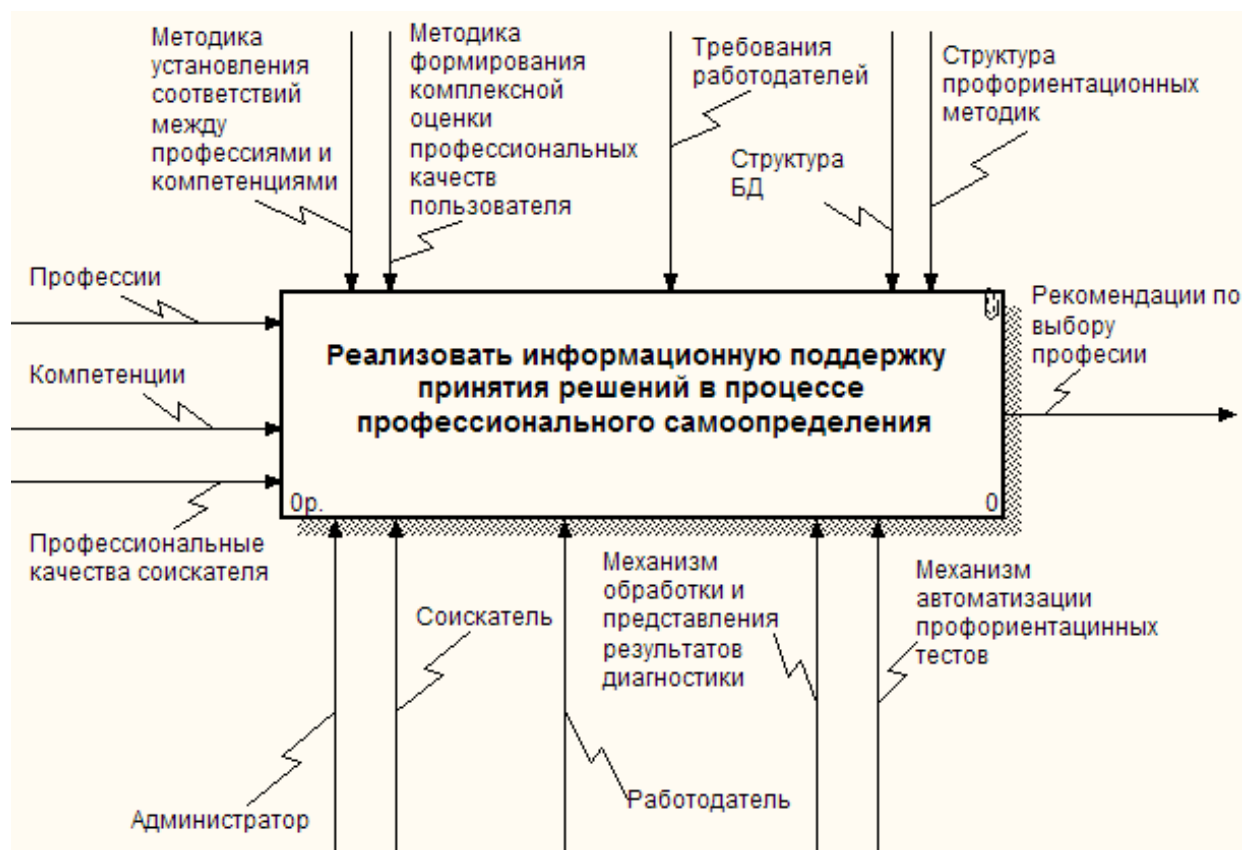 Методика
установления
соответствий
между
профессиями и
компетенциями
Методика
формирования
комплексной
оценки
профессиональных
качеств
пользователя
Требования
работодателей
Структура
БД
Структура
профориентационных
методик
Профессии
Компетенции
Профессиональные
качества соискателя
Реализовать информационную поддержку
принятия решений в процессе
профессионального самоопределения
0р.
0
Рекомендации по
выбору
професии
Администратор
Соискатель
Работодатель
Механизм
обработки и
представления
результатов
диагностики
Механизм
автоматизации
профориентацинных
тестов